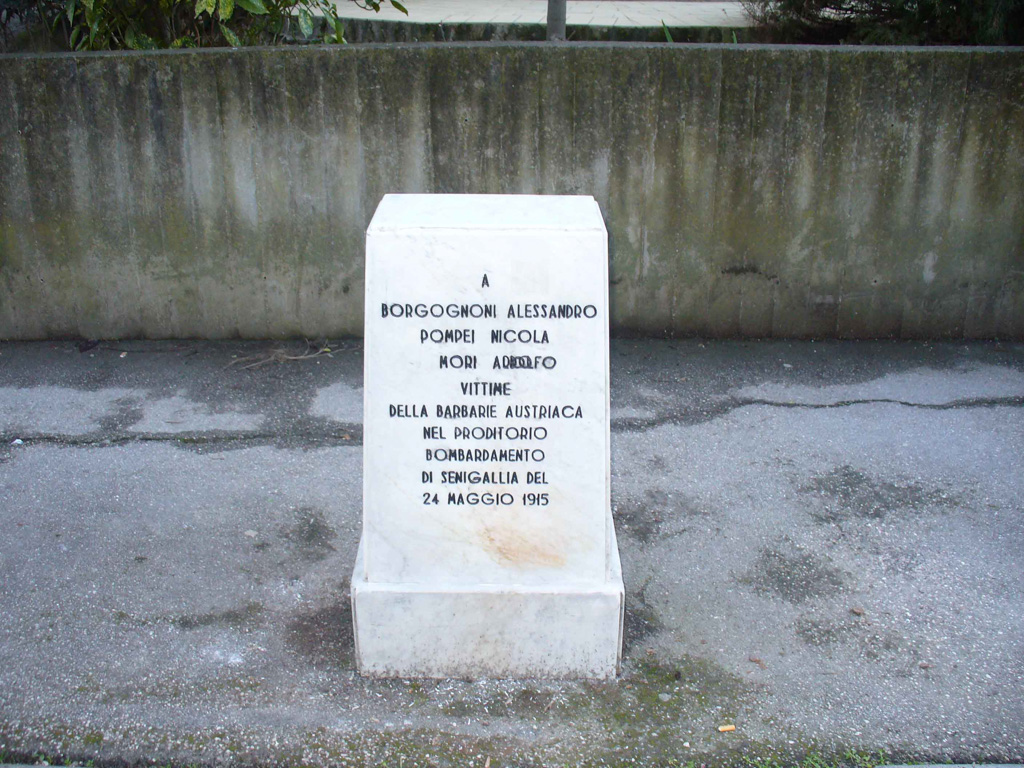 A
BORGOGNONI ALESSANDRO
POMPEI NICOLA
MORI
VITTIME
DELLA BARBARIE AUSTRIACA
NEL PRODITORIO
BOMBARDAMENTO
DI SENIGALLIA DEL
24 MAGGIO 1915